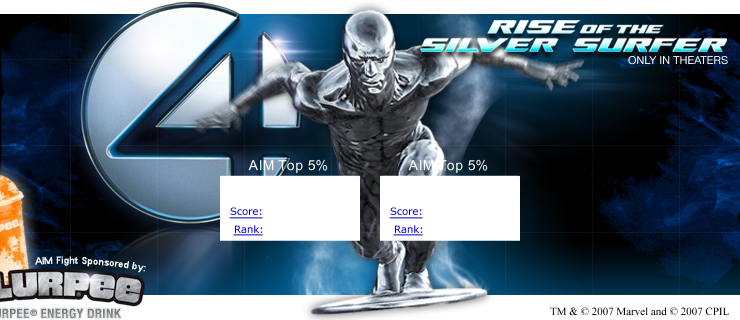 RISE OF THE
SILVER SURFER
ONLY IN THEATERS
4
AIM Top 5% AIM Top 5%
Score: Score:
Rank: Rank:
AIM Fight Sponsored by:
LURPEE
URPEE® ENERGY DRINK
TM & © 2007 Marvel and © 2007 CPIL